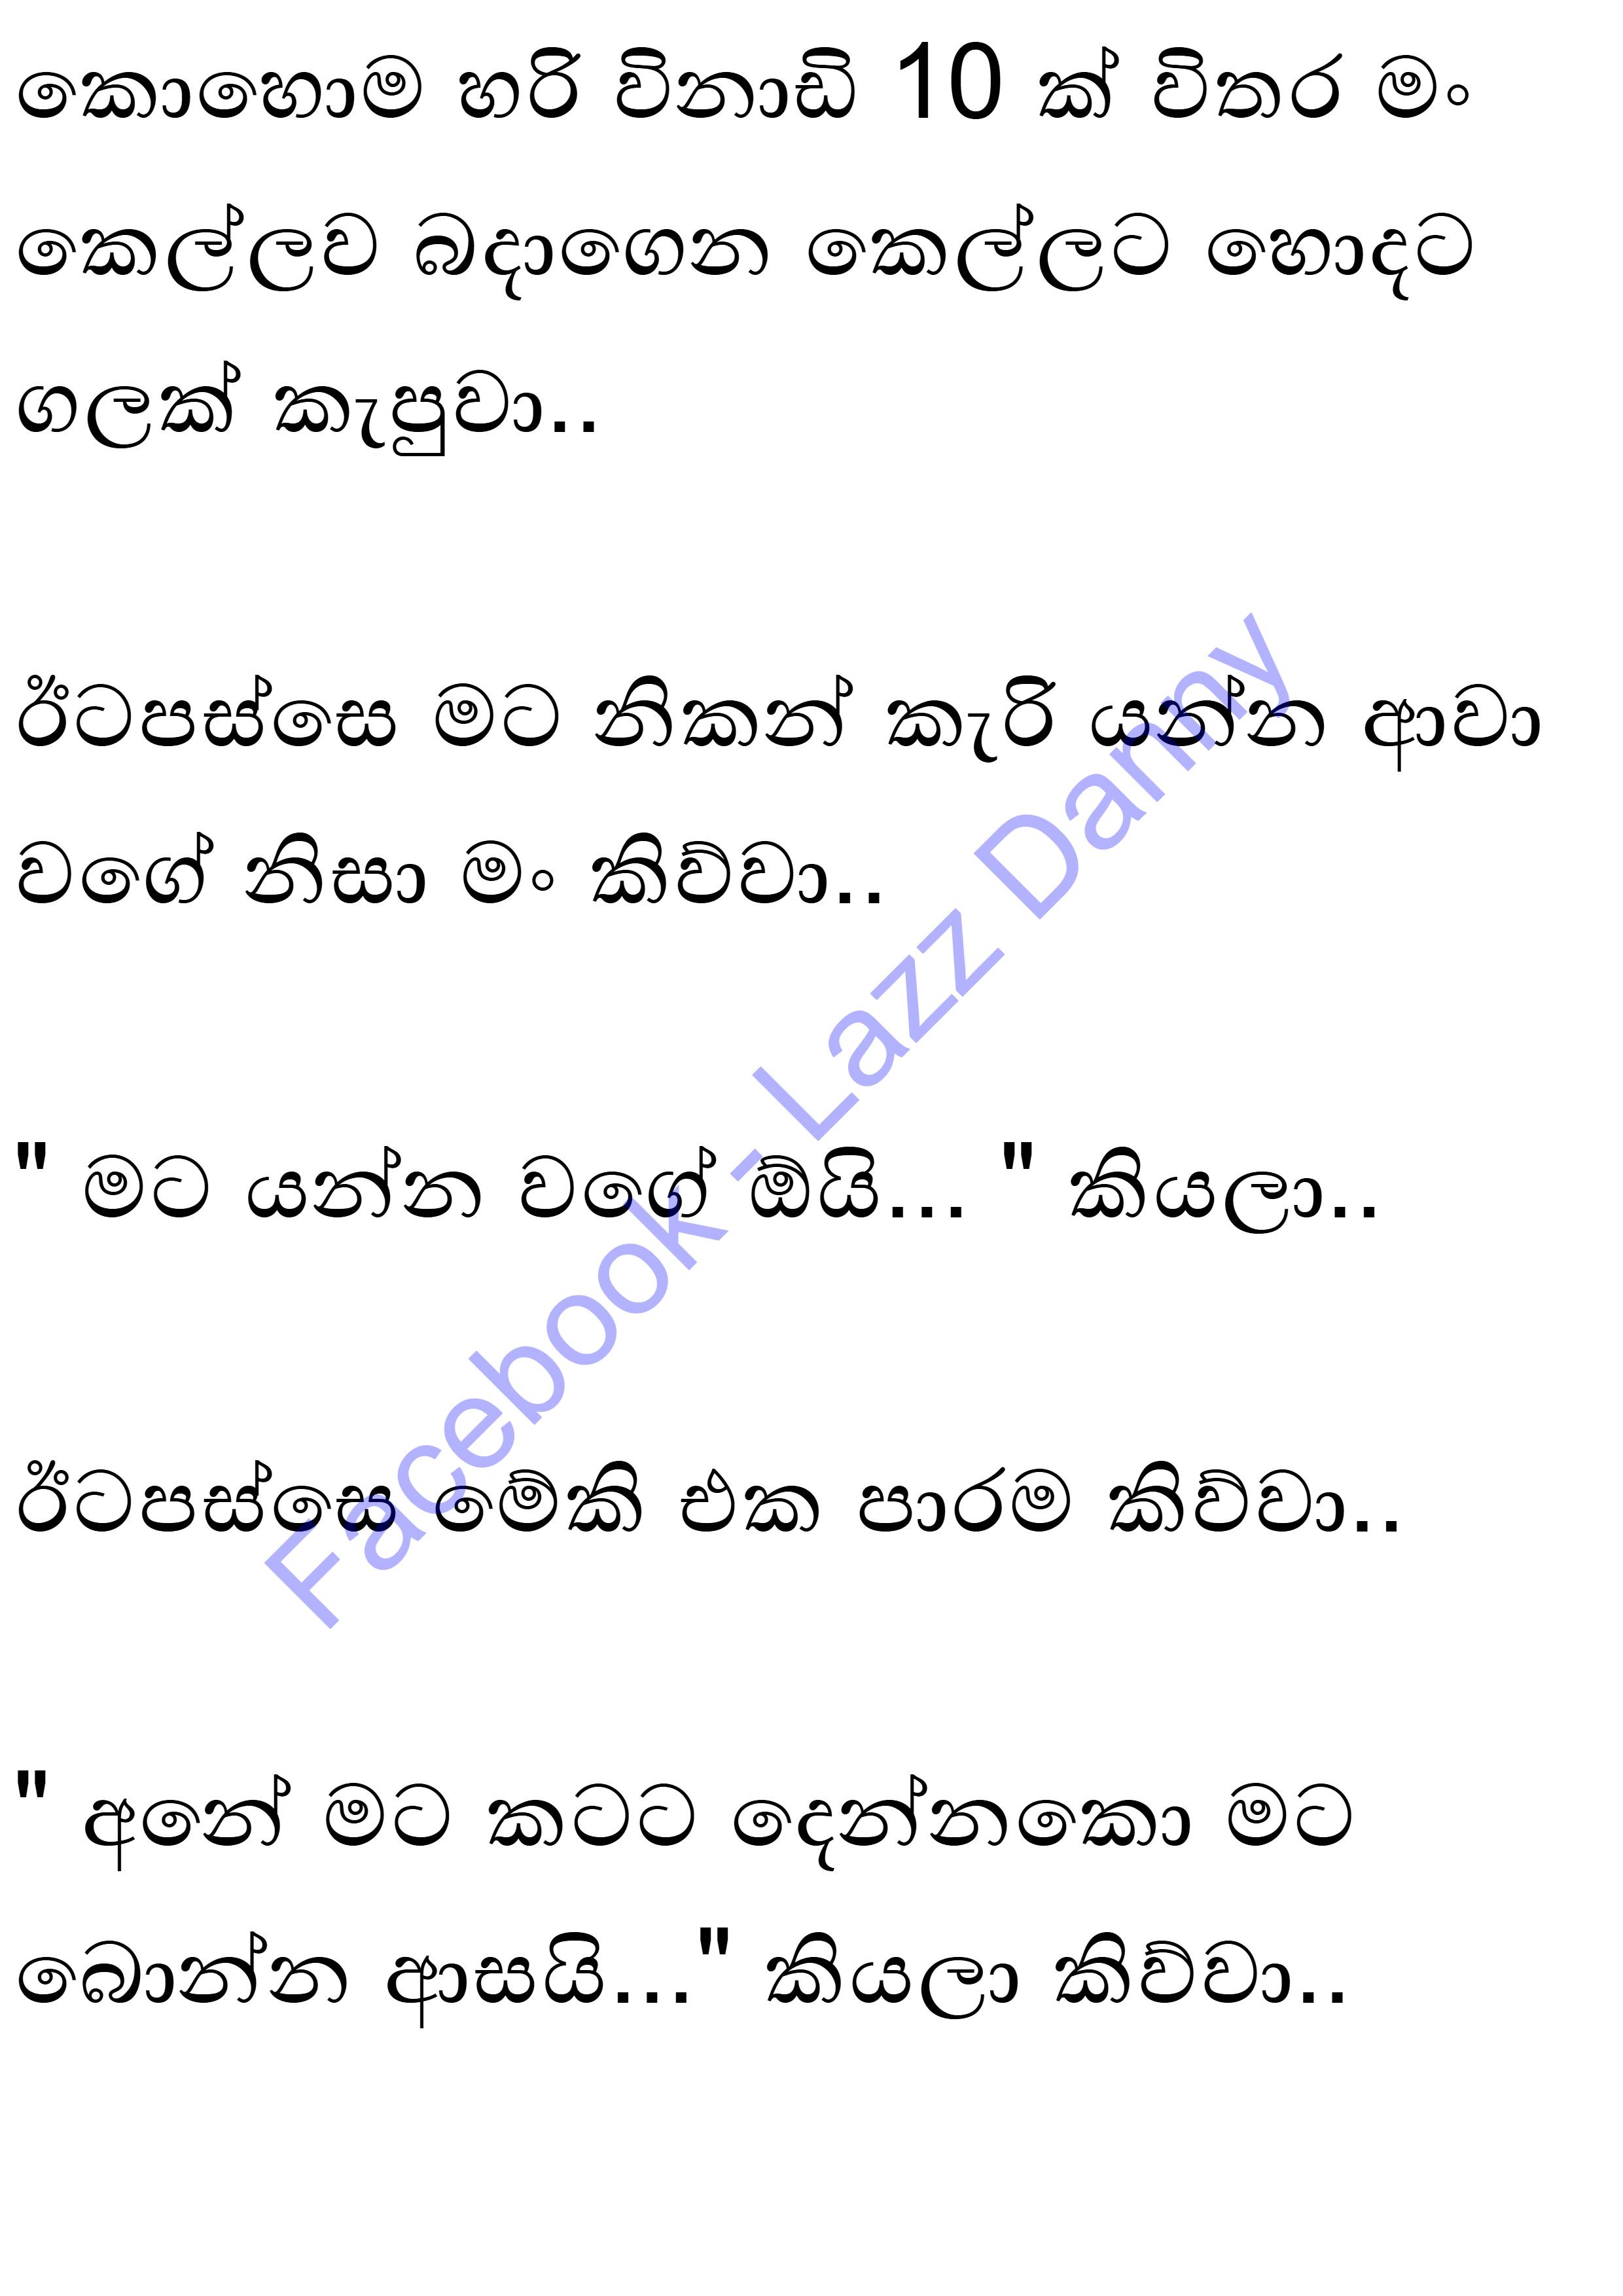 කොහොම හරි විනාඩි 10 ක් විතර මං
කෙල්ලව බදාගෙන කෙල්ලට හොදට
ගලක් කැපුවා..
ඊටපස්සෙ මට නිකන් කැරි යන්න ආවා
වගේ නිසා මං කිව්වා..
" මට යන්න වගේ ඕයි... " කියලා..
ඊටපස්සෙ මේකි එක පාරම කිව්වා..
" අනේ මට කටට දෙන්නකො මට
බොන්න ආසයි..." කියලා කිව්වා..
Facebook - Lazz Danny